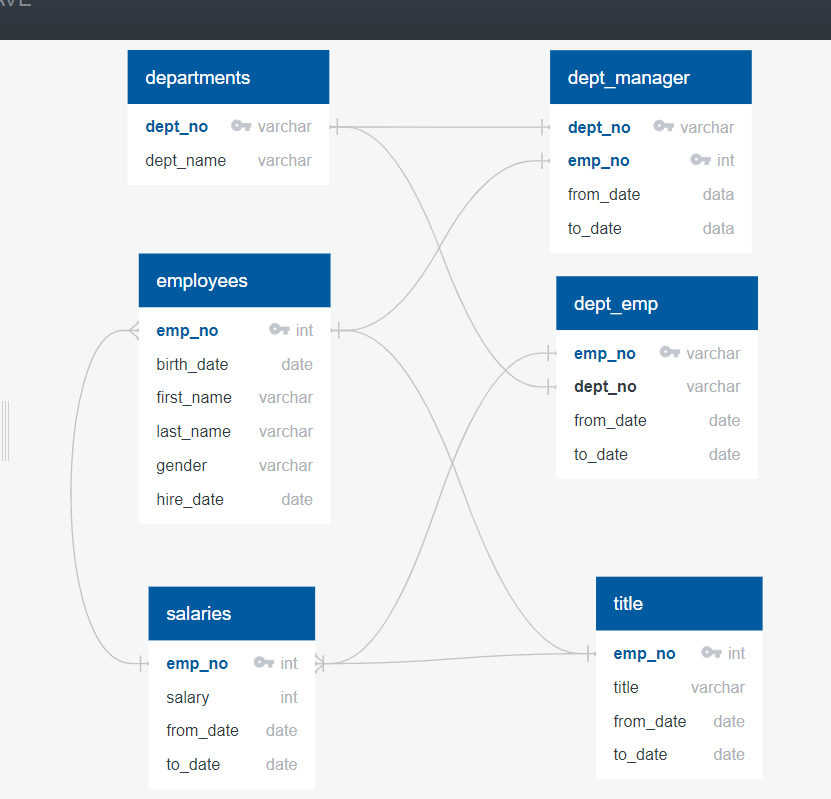 departments
dept_no varchar
dept_name varchar
dept_manager
dept_no varchar
emp_no int
from_date data
to_date data
employees
emp_no int
birth_date date
first_name varchar
last_name varchar
gender varchar
hire_date date
dept_emp
emp_no varchar
dept_no varchar
from_date date
to_date date
salaries
emp_no int
salary int
from_date date
to_date date
title
emp_no int
title varchar
from_date date
to_date date